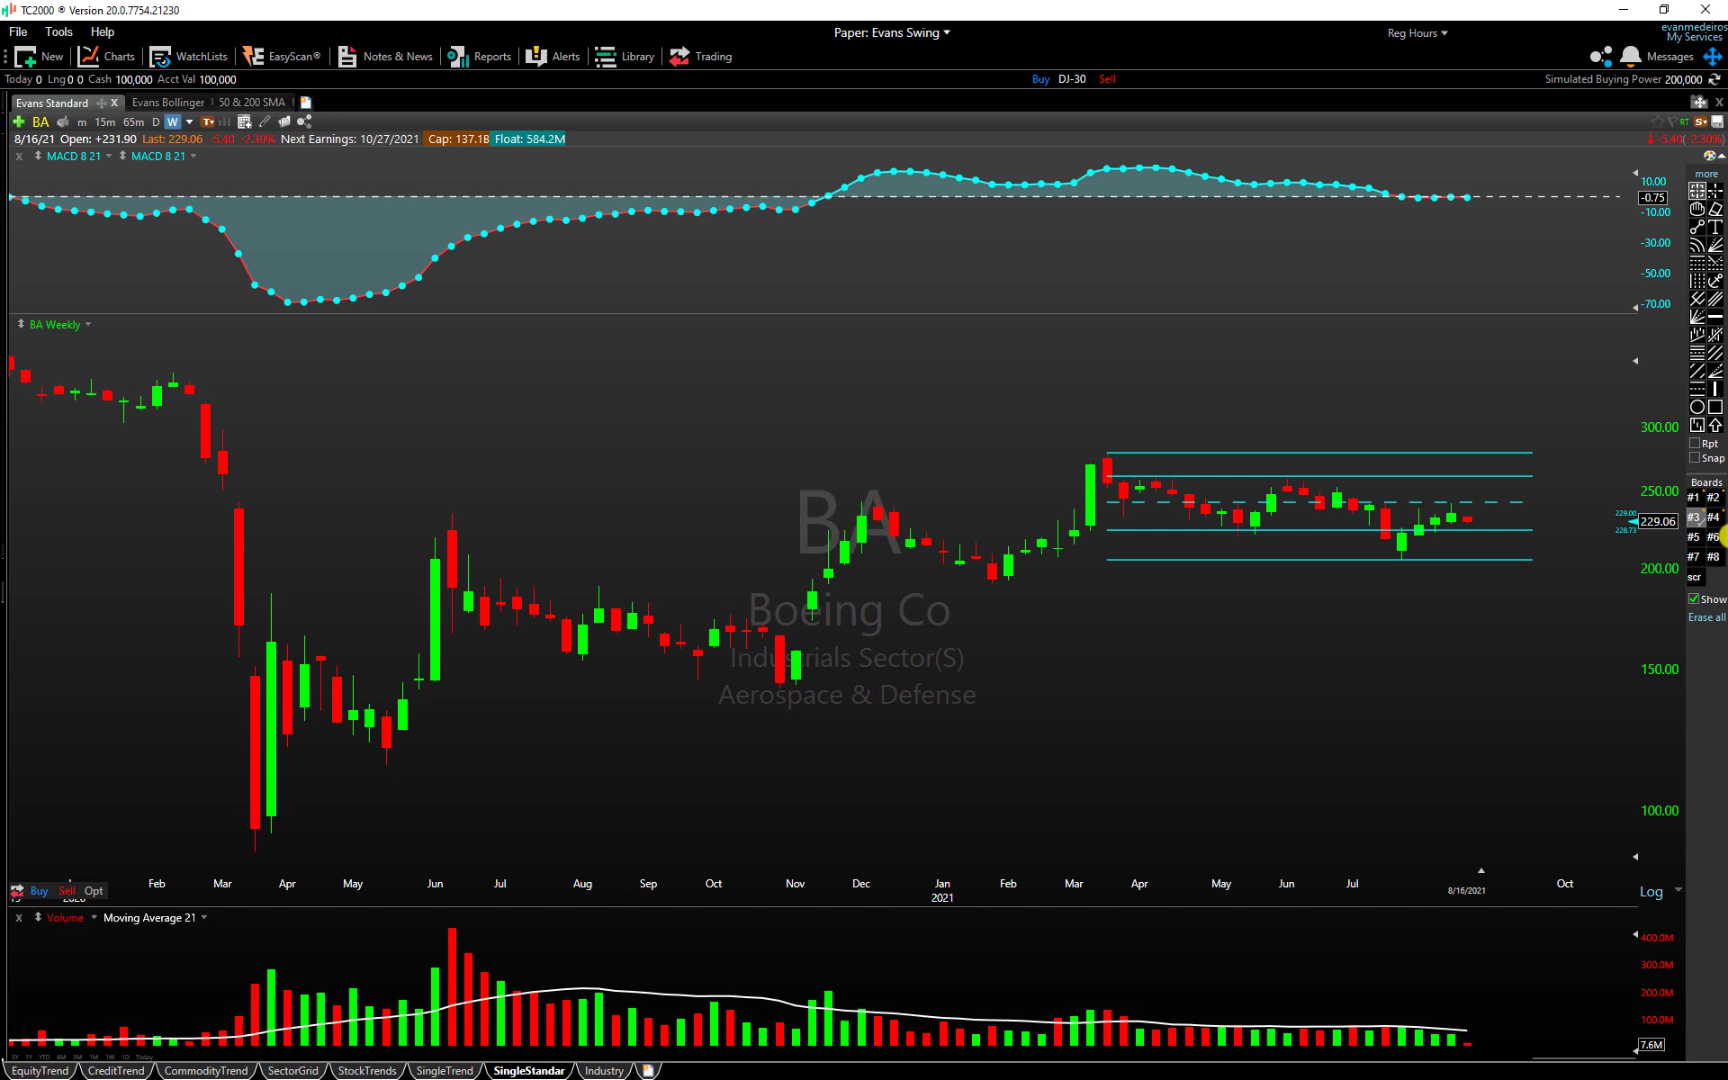 TC2000 ® Version 20.0.7754.21230
File Tools Help
Paper: Evans Swing
Reg Hours
evanmedeiros
My Services
New Charts WatchLists EasyScan® Notes & News Reports Alerts Library Trading
Messages
Today 0 Lng 0 0 Cash 100,000 Acct Val 100,000
Buy DJ-30 Sell
Simulated Buying Power 200,000
Evans Standard X Evans Bollinger 50 & 200 SMA
BA m 15m 65m D W
RT
8/16/21 Open: +231.90 Last: 229.06 -5.40 -2.30% Next Earnings: 10/27/2021 Cap: 137.1B Float: 584.2M
-5.40(-2.30%)
X MACD 8 21 MACD 8 21
more
10.00
-0.75
-10.00
-30.00
-50.00
-70.00
BA Weekly
300.00
250.00
229.00
229.06
228.73
200.00
150.00
100.00
BA
Boeing Co
Industrials Sector(S)
Aerospace & Defense
Rpt
Snap
Boards
#1 #2
#3 #4
#5 #6
#7 #8
scr
Show
Erase all
Buy Sell Opt
Feb Mar Apr May Jun Jul Aug Sep Oct Nov Dec Jan Feb Mar Apr May Jun Jul Oct
2021
8/16/2021
Log
X Volume Moving Average 21
400.0M
300.0M
200.0M
100.0M
7.6M
EquityTrend CreditTrend CommodityTrend SectorGrid StockTrends SingleTrend SingleStandar Industry